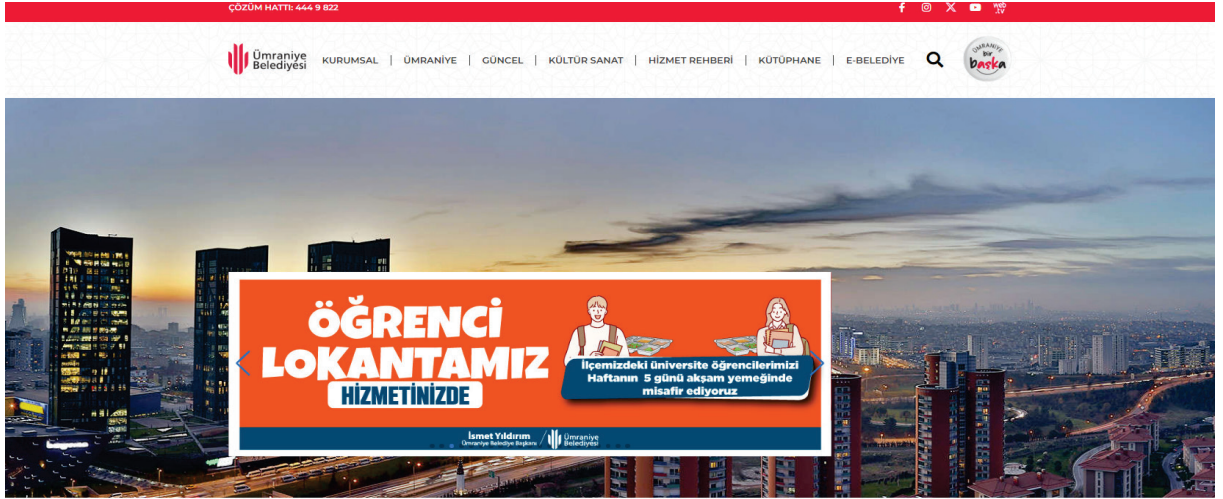 ÇÖZÜM HATTI: 444 9 822
web .tv
Ümraniye
Belediyesi
KURUMSAL | ÜMRANİYE | GÜNCEL | KÜLTÜR SANAT | HİZMET REHBERİ | KÜTÜPHANE | E-BELEDİYE
ÜMRANİYE
bir
başka
ÖĞRENCİ
LOKANTAMIZ
HİZMETİNİZDE
İlçemizdeki üniversite öğrencilerimizi
Haftanın 5 günü akşam yemeğinde
misafir ediyoruz
İsmet Yıldırım
Ümraniye Belediye Başkanı
Ümraniye
Belediyesi